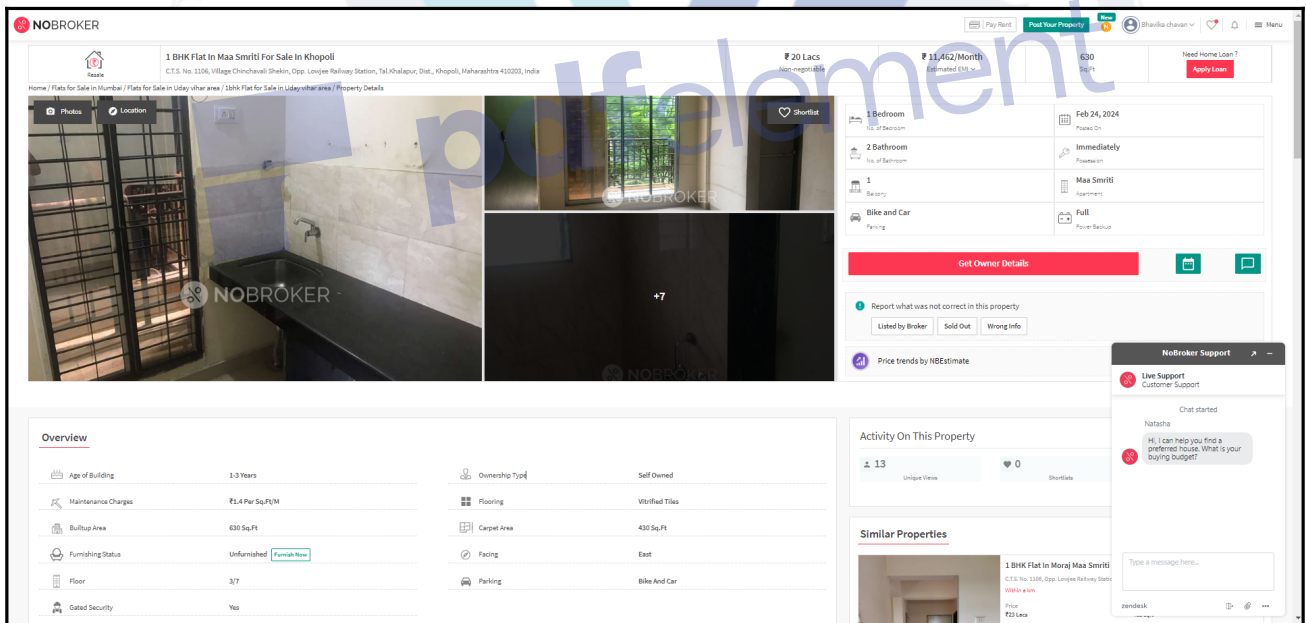 NOBROKER
Pay Rent
Post Your Property
New
N
Bhavika chavan
Menu
Resale
1 BHK Flat In Maa Smriti For Sale In Khopoli
C.T.S. No. 1106, Village Chinchavali Shekin, Opp. Lowjee Railway Station, Tal.Khalapur, Dist., Khopoli, Maharashtra 410203, India
₹ 20 Lacs
Non-negotiable
₹ 11,462/Month
Estimated EMI
630
Sq.Ft
Need Home Loan ?
Apply Loan
Home / Flats for Sale in Mumbai / Flats for Sale in Uday vihar area / 1bhk Flat for Sale in Uday vihar area / Property Details
Photos
Location
Shortlist
NOBROKER
NOBROKER
+7
NOBROKER
pdfelement
1 Bedroom
No. of Bedroom
Feb 24, 2024
Posted On
2 Bathroom
No. of Bathroom
Immediately
Possession
1
Balcony
Maa Smriti
Apartment
Bike and Car
Parking
Full
Power Backup
Get Owner Details
Report what was not correct in this property
Listed by Broker
Sold Out
Wrong Info
Price trends by NBEstimate
Overview
Age of Building
1-3 Years
Ownership Type
Self Owned
Maintenance Charges
₹1.4 Per Sq.Ft/M
Flooring
Vitrified Tiles
Builtup Area
630 Sq.Ft
Carpet Area
430 Sq.Ft
Furnishing Status
Unfurnished
Furnish Now
Facing
East
Floor
3/7
Parking
Bike And Car
Gated Security
Yes
Activity On This Property
13
Unique Views
0
Shortlists
Similar Properties
1 BHK Flat In Moraj Maa Smriti
C.T.S. No. 1106, Opp. Lowjee Railway Static
Within a km
Price
₹23 Lacs
NoBroker Support
Live Support
Customer Support
Chat started
Natasha
Hi, I can help you find a
preferred house. What is your
buying budget?
Type a message here...
zendesk